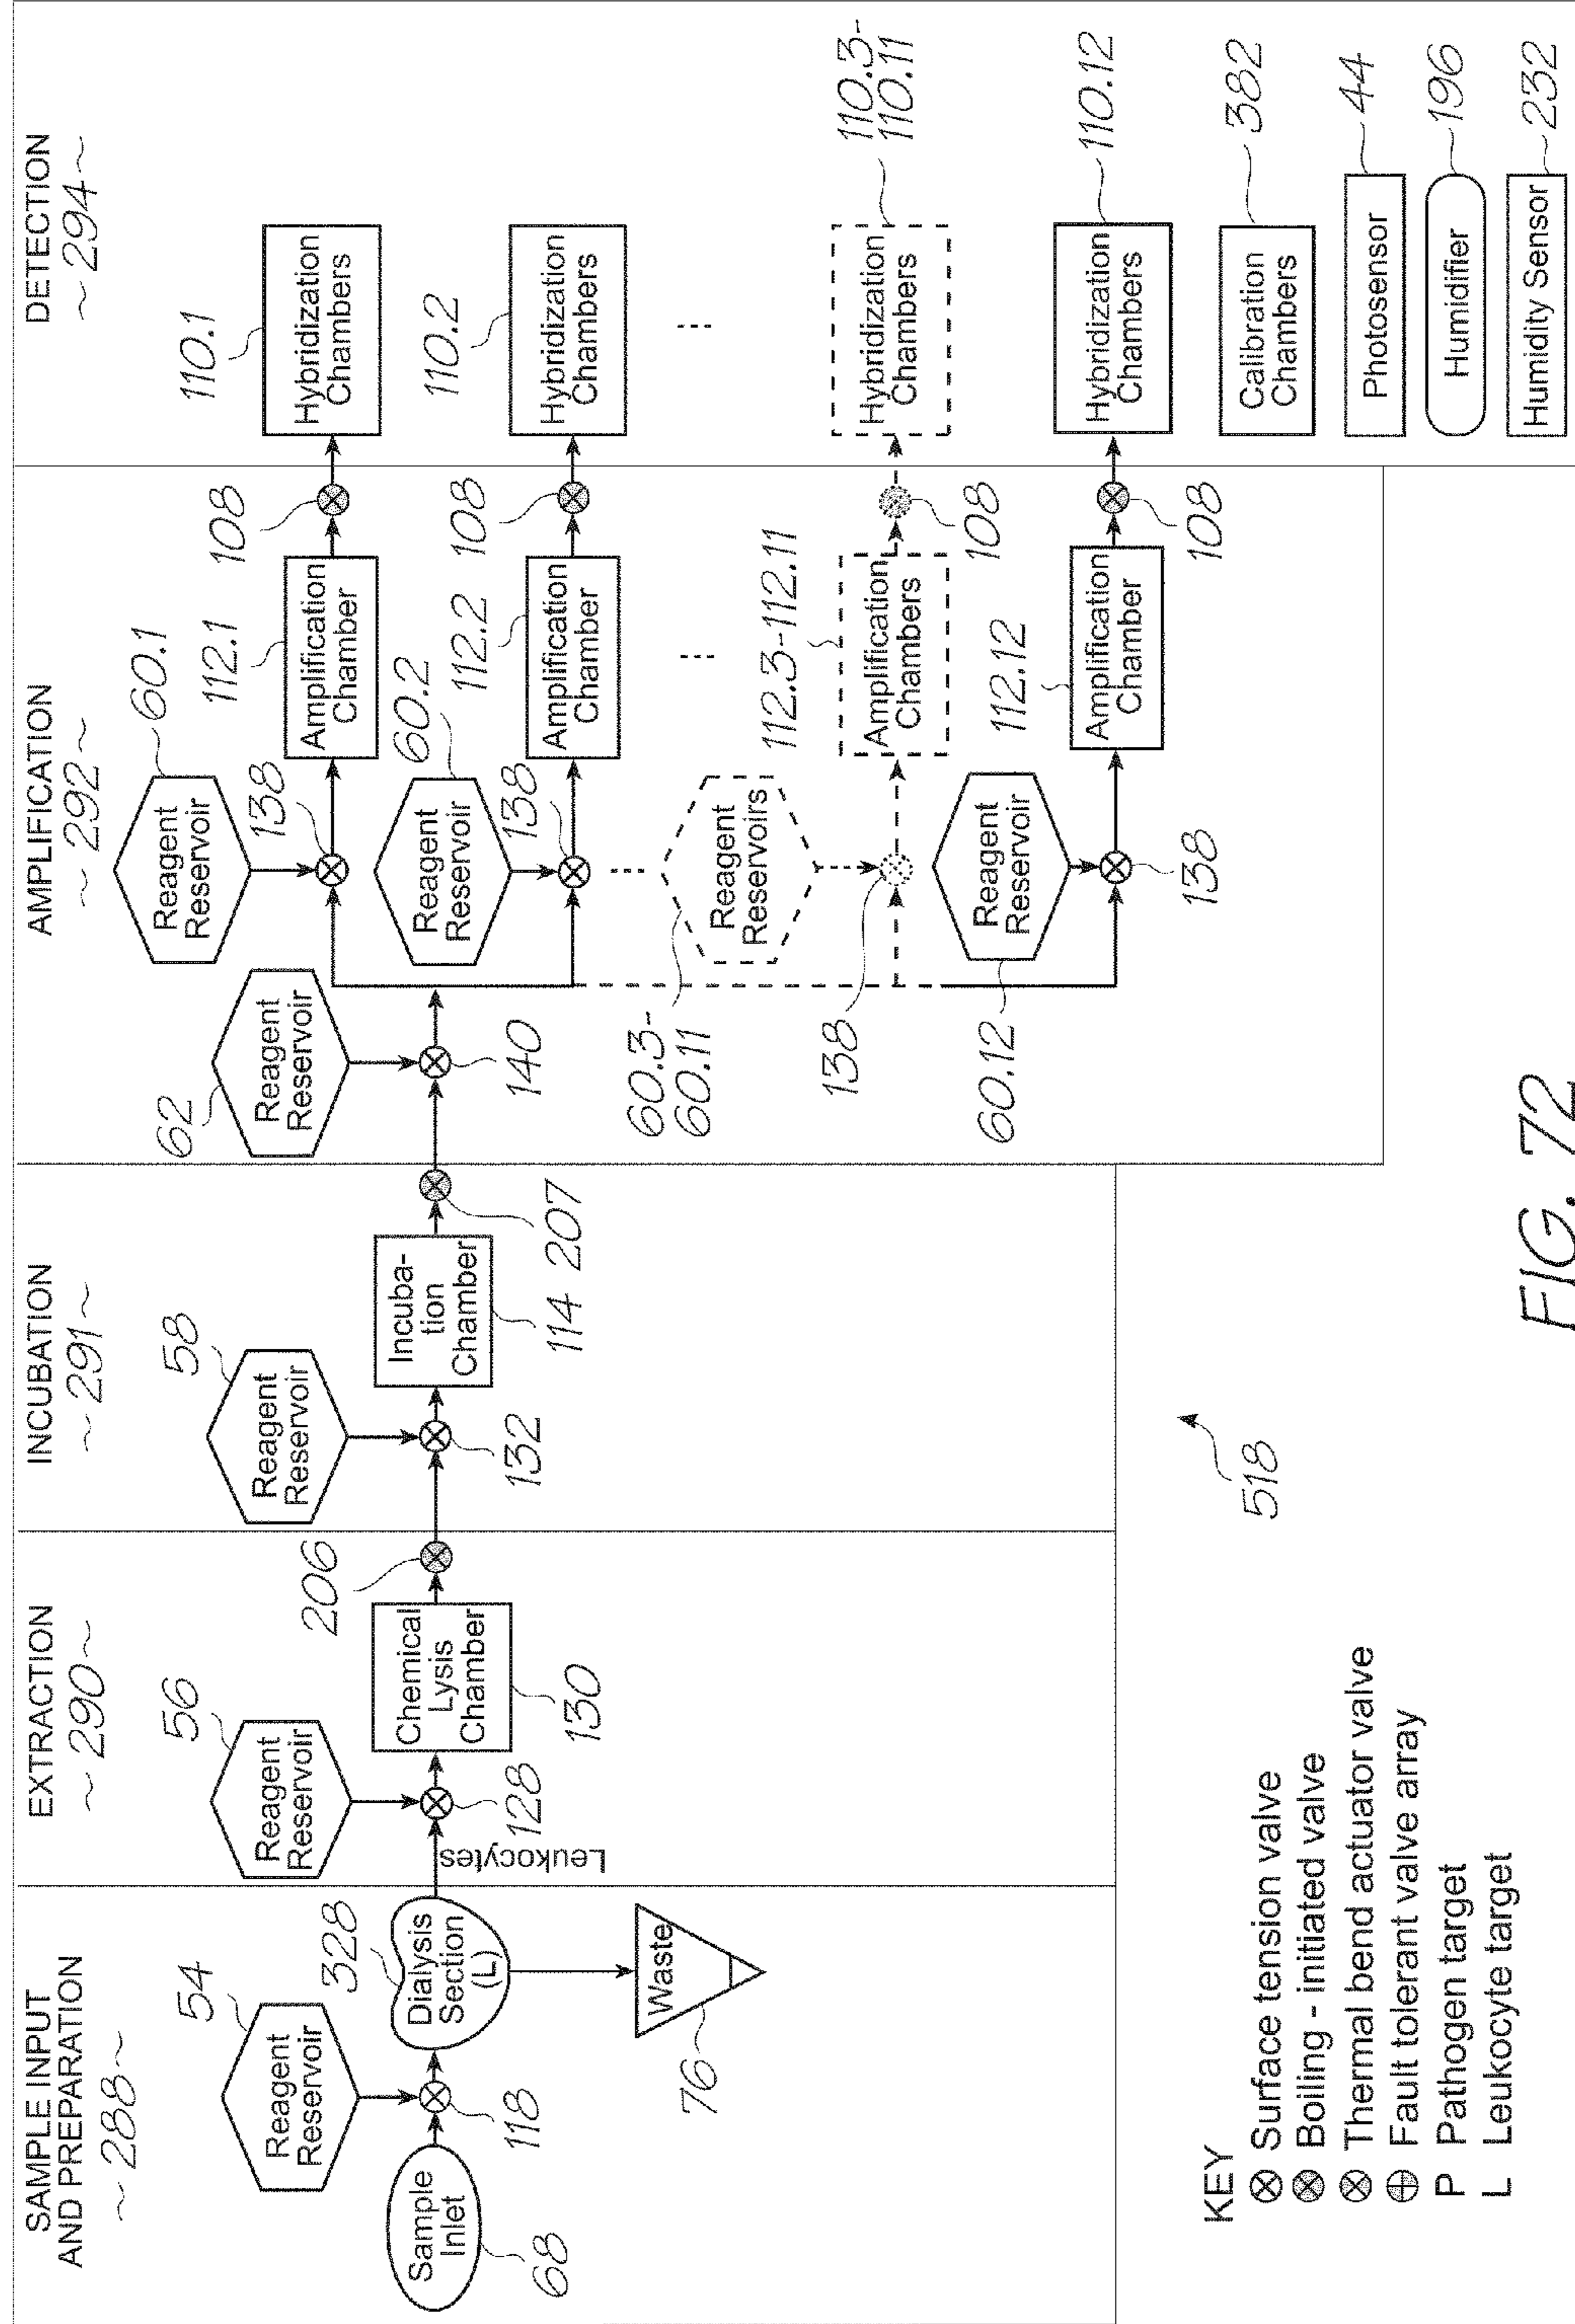 SAMPLE INPUT
AND PREPARATION
~288~
EXTRACTION
~290~
INCUBATION
~291~
AMPLIFICATION
~292~
DETECTION
~294~
54
Reagent
Reservoir
Sample
Inlet
68
118
328
Dialysis
Section
(L)
Waste
76
Leukocytes
56
Reagent
Reservoir
128
Chemical
Lysis
Chamber
130
206
58
Reagent
Reservoir
132
Incuba-
tion
Chamber
114
207
62
Reagent
Reservoir
140
60.1
Reagent
Reservoir
138
112.1
Amplification
Chamber
108
110.1
Hybridization
Chambers
60.2
Reagent
Reservoir
138
112.2
Amplification
Chamber
108
110.2
Hybridization
Chambers
60.3-
60.11
Reagent
Reservoirs
138
112.3-112.11
Amplification
Chambers
108
110.3-
110.11
Hybridization
Chambers
60.12
Reagent
Reservoir
138
112.12
Amplification
Chamber
108
110.12
Hybridization
Chambers
Calibration
Chambers
382
Photosensor
44
Humidifier
196
Humidity Sensor
232
518
KEY
Surface tension valve
Boiling - initiated valve
Thermal bend actuator valve
Fault tolerant valve array
P Pathogen target
L Leukocyte target
FIG. 72